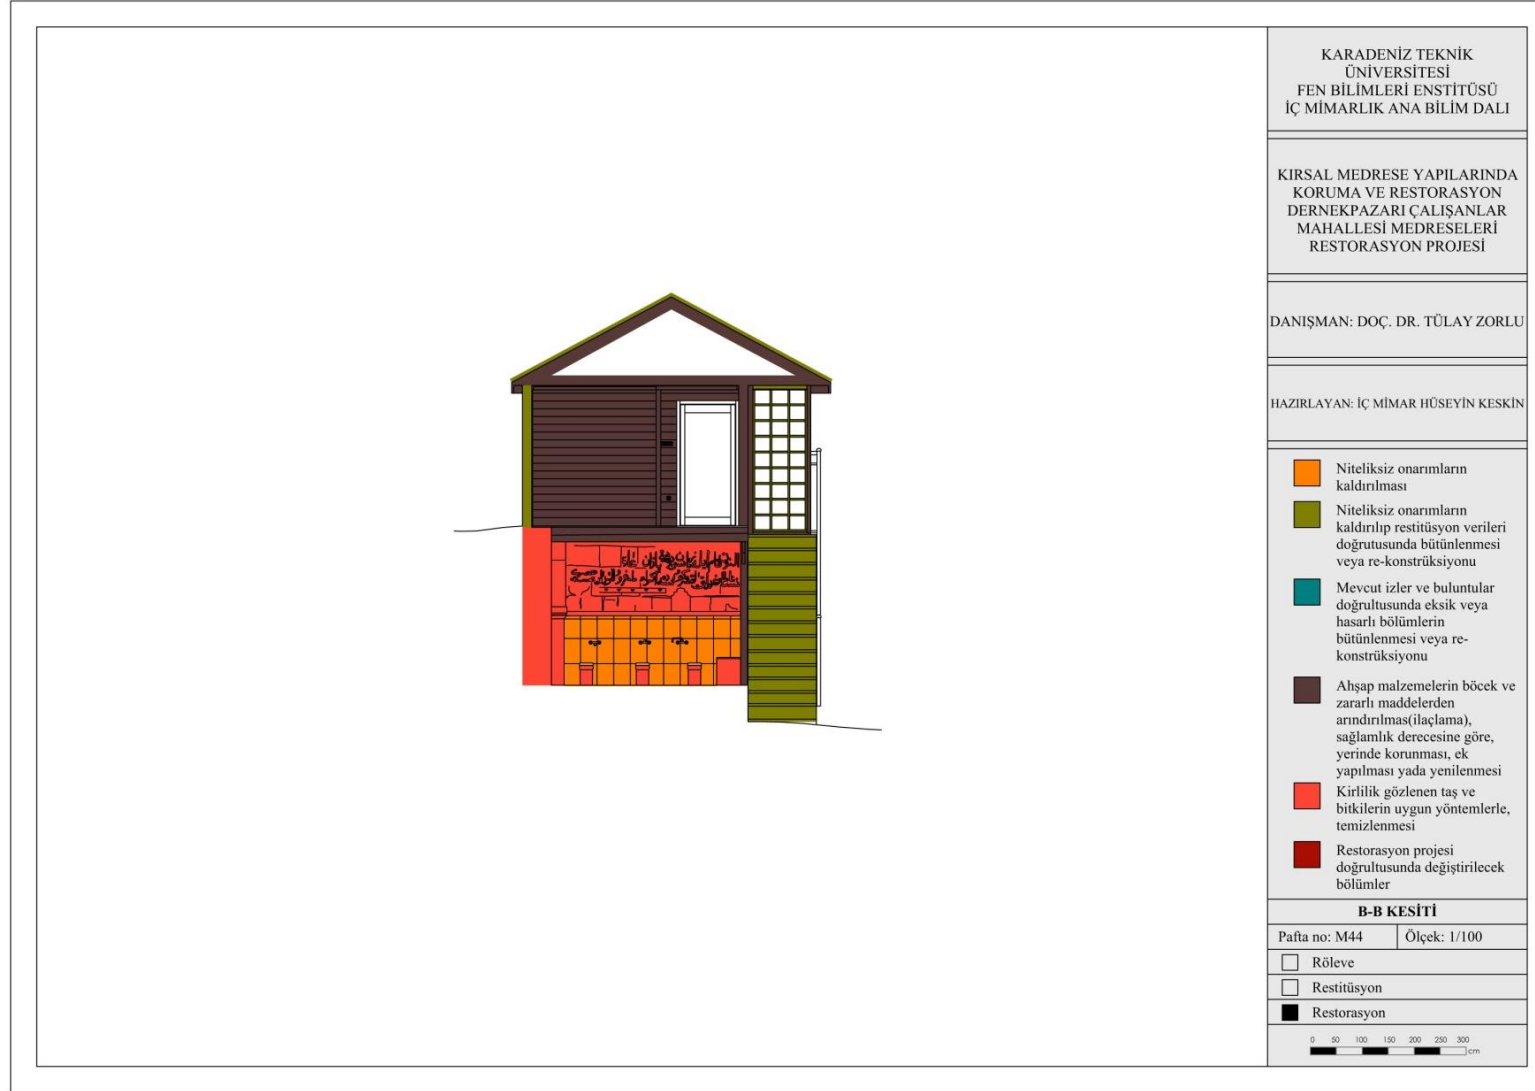 KARADENİZ TEKNİK
ÜNİVERSİTESİ
FEN BİLİMLERİ ENSTİTÜSÜ
İÇ MİMARLIK ANA BİLİM DALI
KIRSAL MEDRESE YAPILARINDA
KORUMA VE RESTORASYON
DERNEKPAZARI ÇALIŞANLAR
MAHALLESİ MEDRESELERİ
RESTORASYON PROJESİ
DANIŞMAN: DOÇ. DR. TÜLAY ZORLU
HAZIRLAYAN: İÇ MİMAR HÜSEYİN KESKİN
Niteliksiz onarımların
kaldırılması
Niteliksiz onarımların
kaldırılıp restitüsyon verileri
doğrutusunda bütünlenmesi
veya re-konstrüksiyonu
Mevcut izler ve buluntular
doğrultusunda eksik veya
hasarlı bölümlerin
bütünlenmesi veya re-
konstrüksiyonu
Ahşap malzemelerin böcek ve
zararlı maddelerden
arındırılmas(ilaçlama),
sağlamlık derecesine göre,
yerinde korunması, ek
yapılması yada yenilenmesi
Kirlilik gözlenen taş ve
bitkilerin uygun yöntemlerle,
temizlenmesi
Restorasyon projesi
doğrultusunda değiştirilecek
bölümler
B-B KESİTİ
Pafta no: M44 Ölçek: 1/100
Röleve
Restitüsyon
Restorasyon
0 50 100 150 200 250 300
cm